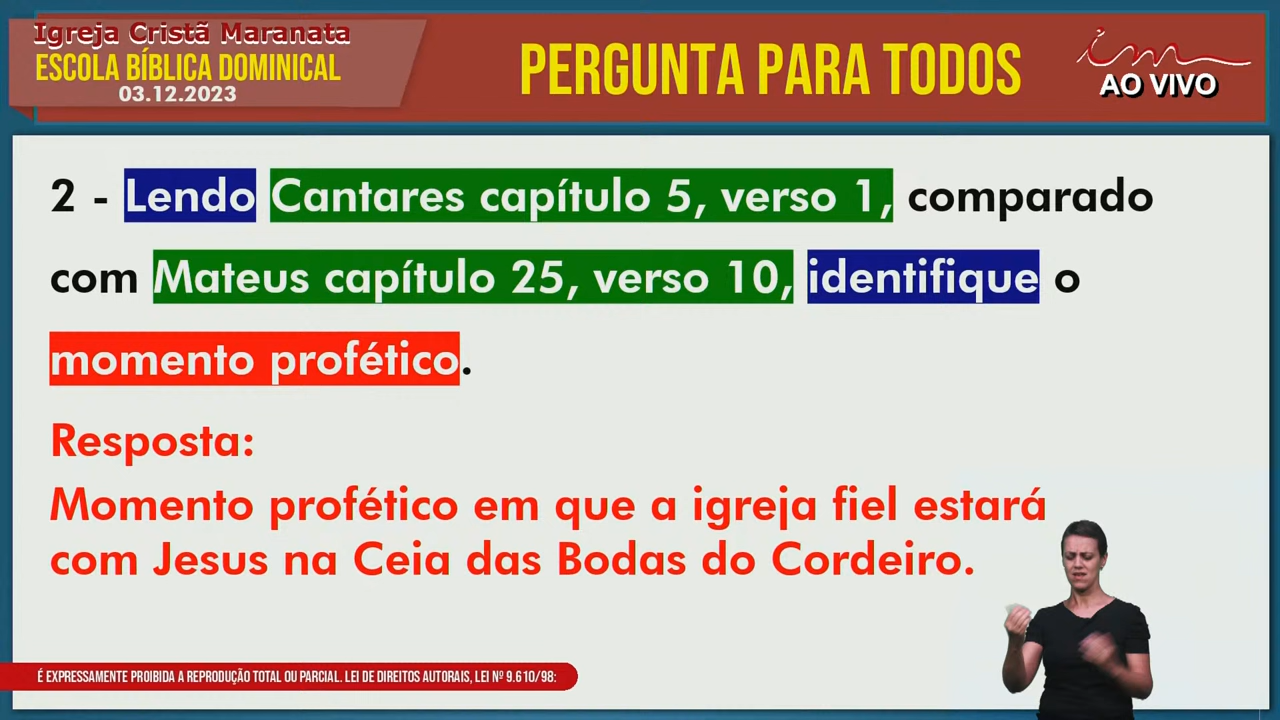 Igreja Cristã Maranata
ESCOLA BÍBLICA DOMINICAL
03.12.2023
PERGUNTA PARA TODOS
im
AO VIVO
2 - Lendo Cantares capítulo 5, verso 1, comparado
com Mateus capítulo 25, verso 10, identifique o
momento profético.
Resposta:
Momento profético em que a igreja fiel estará
com Jesus na Ceia das Bodas do Cordeiro.
É EXPRESSAMENTE PROIBIDA A REPRODUÇÃO TOTAL OU PARCIAL. LEI DE DIREITOS AUTORAIS, LEI Nº 9.610/98: